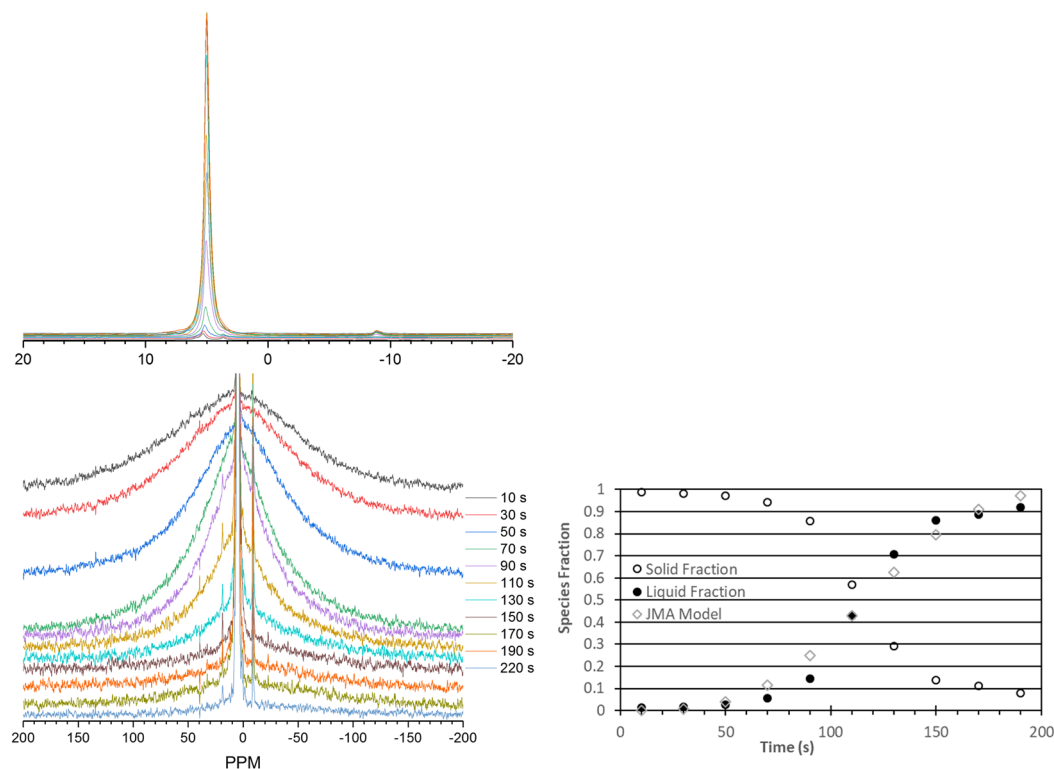 20 10 0 -10 -20
10 s
30 s
50 s
70 s
90 s
110 s
130 s
150 s
170 s
190 s
220 s
200 150 100 50 0 -50 -100 -150 -200
PPM
Species Fraction
1
0.9
0.8
0.7
0.6
0.5
0.4
0.3
0.2
0.1
0
Solid Fraction
Liquid Fraction
JMA Model
0 50 100 150 200
Time (s)